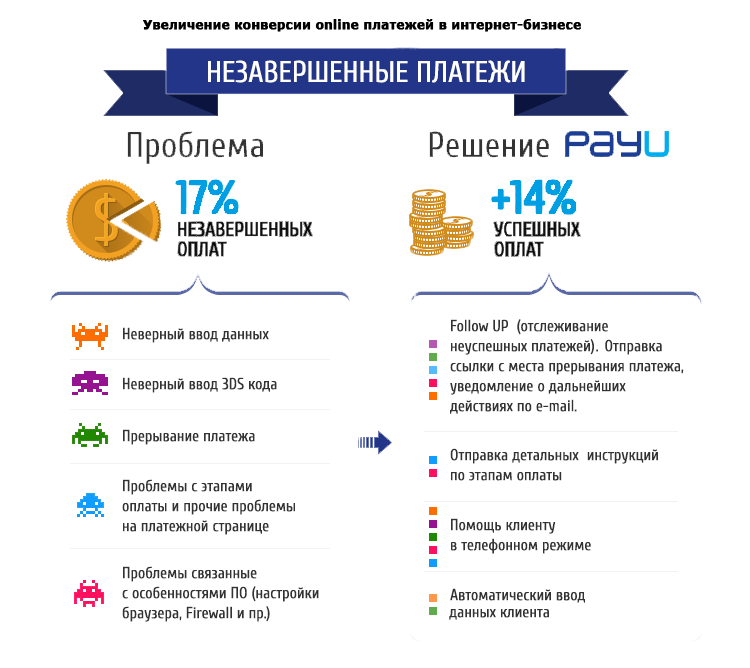 Увеличение конверсии online платежей в интернет-бизнесе
НЕЗАВЕРШЕННЫЕ ПЛАТЕЖИ
Проблема
17%
НЕЗАВЕРШЕННЫХ
ОПЛАТ
Неверный ввод данных
Неверный ввод 3DS кода
Прерывание платежа
Проблемы с этапами
оплаты и прочие проблемы
на платежной странице
Проблемы связанные
с особенностями ПО (настройки
браузера, Firewall и пр.)
Решение PayU
+14%
УСПЕШНЫХ
ОПЛАТ
Follow UP (отслеживание
неуспешных платежей). Отправка
ссылки с места прерывания платежа,
уведомление о дальнейших
действиях по e-mail.
Отправка детальных инструкций
по этапам оплаты
Помощь клиенту
в телефонном режиме
Автоматический ввод
данных клиента